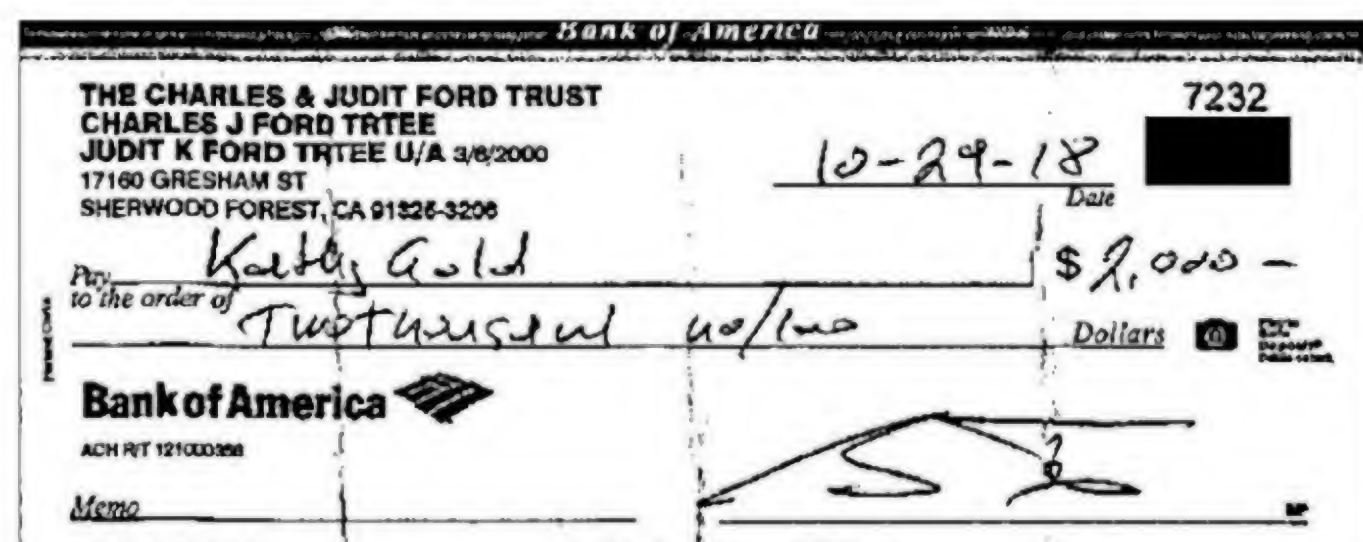 Bank of America
THE CHARLES & JUDIT FORD TRUST
7232
CHARLES J FORD TRTEE
JUDIT K FORD TRTEE U/A 3/8/2000
10-29-18
17160 GRESHAM ST
Date
SHERWOOD FOREST, CA 91325-3206
Pay to the order of Kathy Gold $ 2,000 —
Two thousand no/100 Dollars
Bank of America
ACH R/T 121000358
Memo
MP